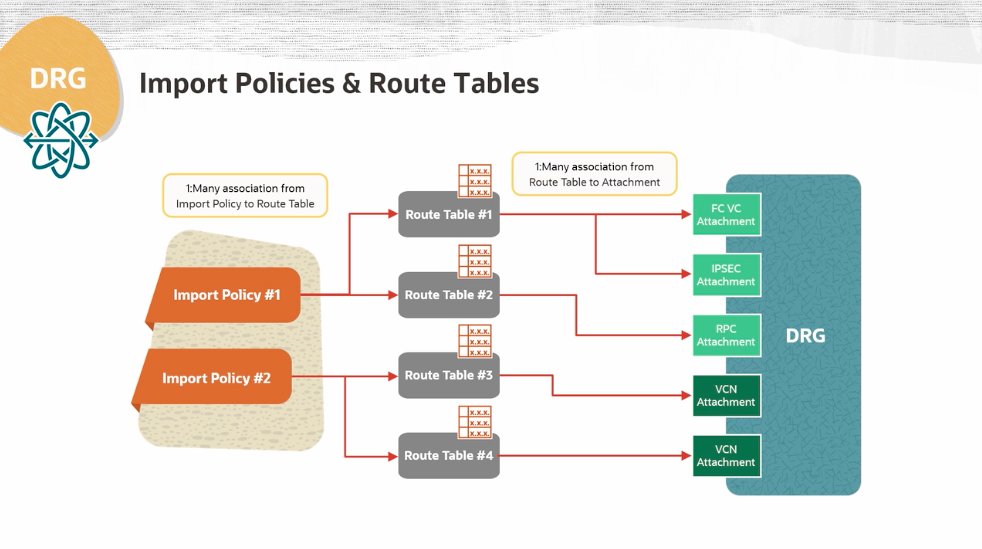 DRG
Import Policies & Route Tables
1:Many association from
Import Policy to Route Table
1:Many association from
Route Table to Attachment
Import Policy #1
Import Policy #2
x.x.x.
x.x.x.
x.x.x.
Route Table #1
x.x.x.
x.x.x.
x.x.x.
Route Table #2
x.x.x.
x.x.x.
x.x.x.
Route Table #3
x.x.x.
x.x.x.
x.x.x.
Route Table #4
FC VC
Attachment
IPSEC
Attachment
RPC
Attachment
VCN
Attachment
VCN
Attachment
DRG